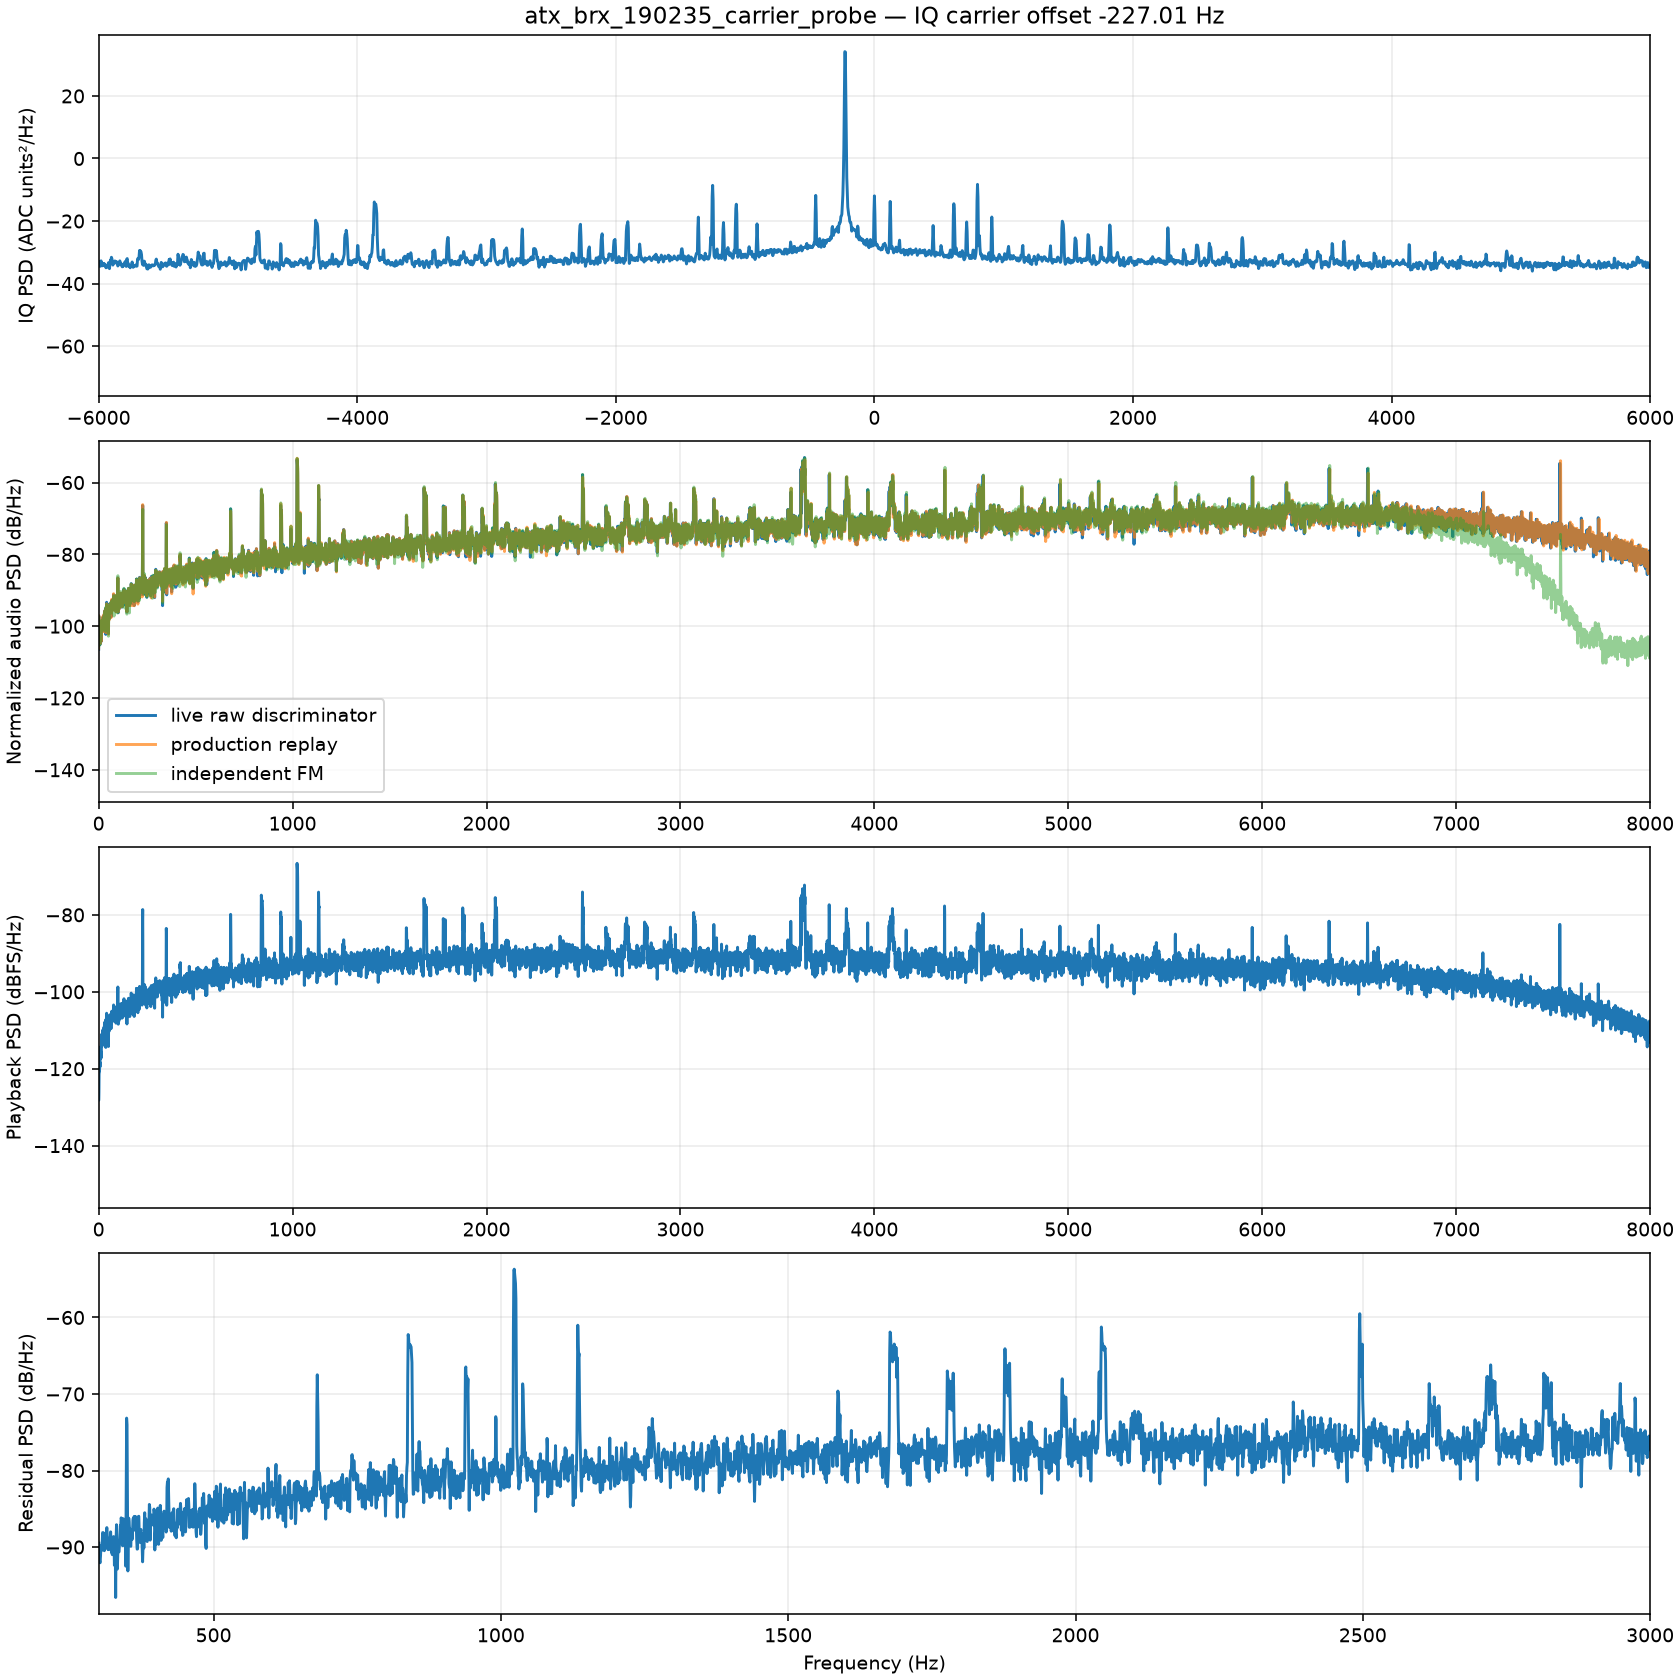 atx_brx_190235_carrier_probe — IQ carrier offset -227.01 Hz
IQ PSD (ADC units²/Hz)
20
0
−20
−40
−60
−6000 −4000 −2000 0 2000 4000 6000
Normalized audio PSD (dB/Hz)
−60
−80
−100
−120
−140
live raw discriminator
production replay
independent FM
0 1000 2000 3000 4000 5000 6000 7000 8000
Playback PSD (dBFS/Hz)
−80
−100
−120
−140
0 1000 2000 3000 4000 5000 6000 7000 8000
Residual PSD (dB/Hz)
−60
−70
−80
−90
500 1000 1500 2000 2500 3000
Frequency (Hz)